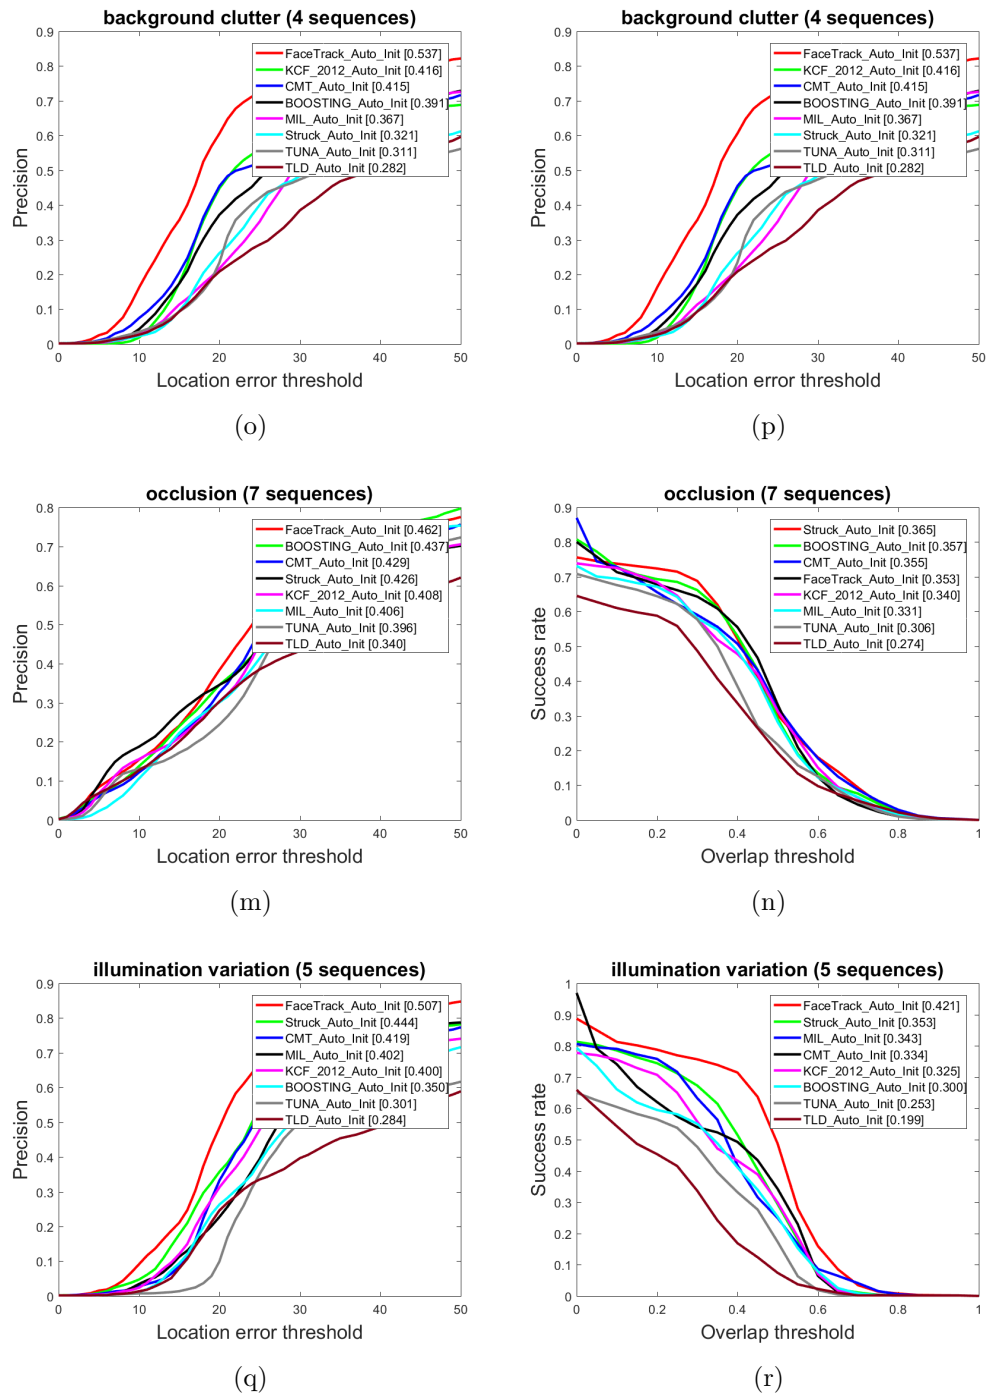 background clutter (4 sequences)
0.9
0.8
0.7
0.6
0.5
0.4
0.3
0.2
0.1
0
Precision
FaceTrack_Auto_Init [0.537]
KCF_2012_Auto_Init [0.416]
CMT_Auto_Init [0.415]
BOOSTING_Auto_Init [0.391]
MIL_Auto_Init [0.367]
Struck_Auto_Init [0.321]
TUNA_Auto_Init [0.311]
TLD_Auto_Init [0.282]
0 10 20 30 40 50
Location error threshold
(o)
background clutter (4 sequences)
0.9
0.8
0.7
0.6
0.5
0.4
0.3
0.2
0.1
0
Precision
FaceTrack_Auto_Init [0.537]
KCF_2012_Auto_Init [0.416]
CMT_Auto_Init [0.415]
BOOSTING_Auto_Init [0.391]
MIL_Auto_Init [0.367]
Struck_Auto_Init [0.321]
TUNA_Auto_Init [0.311]
TLD_Auto_Init [0.282]
0 10 20 30 40 50
Location error threshold
(p)
occlusion (7 sequences)
0.8
0.7
0.6
0.5
0.4
0.3
0.2
0.1
0
Precision
FaceTrack_Auto_Init [0.462]
BOOSTING_Auto_Init [0.437]
CMT_Auto_Init [0.429]
Struck_Auto_Init [0.426]
KCF_2012_Auto_Init [0.408]
MIL_Auto_Init [0.406]
TUNA_Auto_Init [0.396]
TLD_Auto_Init [0.340]
0 10 20 30 40 50
Location error threshold
(m)
occlusion (7 sequences)
0.9
0.8
0.7
0.6
0.5
0.4
0.3
0.2
0.1
0
Success rate
Struck_Auto_Init [0.365]
BOOSTING_Auto_Init [0.357]
CMT_Auto_Init [0.355]
FaceTrack_Auto_Init [0.353]
KCF_2012_Auto_Init [0.340]
MIL_Auto_Init [0.331]
TUNA_Auto_Init [0.306]
TLD_Auto_Init [0.274]
0 0.2 0.4 0.6 0.8 1
Overlap threshold
(n)
illumination variation (5 sequences)
0.9
0.8
0.7
0.6
0.5
0.4
0.3
0.2
0.1
0
Precision
FaceTrack_Auto_Init [0.507]
Struck_Auto_Init [0.444]
CMT_Auto_Init [0.419]
MIL_Auto_Init [0.402]
KCF_2012_Auto_Init [0.400]
BOOSTING_Auto_Init [0.350]
TUNA_Auto_Init [0.301]
TLD_Auto_Init [0.284]
0 10 20 30 40 50
Location error threshold
(q)
illumination variation (5 sequences)
1
0.9
0.8
0.7
0.6
0.5
0.4
0.3
0.2
0.1
0
Success rate
FaceTrack_Auto_Init [0.421]
Struck_Auto_Init [0.353]
MIL_Auto_Init [0.343]
CMT_Auto_Init [0.334]
KCF_2012_Auto_Init [0.325]
BOOSTING_Auto_Init [0.300]
TUNA_Auto_Init [0.253]
TLD_Auto_Init [0.199]
0 0.2 0.4 0.6 0.8 1
Overlap threshold
(r)